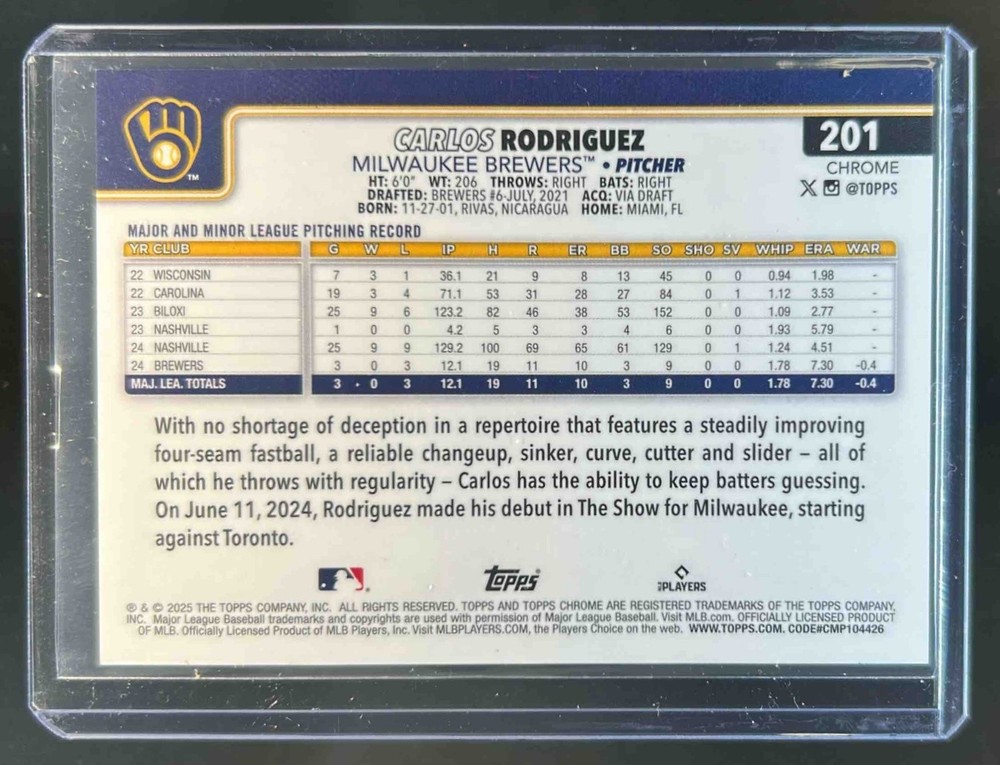 201
CARLOS RODRIGUEZ
MILWAUKEE BREWERS™ • PITCHER
CHROME
HT: 6'0" WT: 206 THROWS: RIGHT BATS: RIGHT
@TOPPS
DRAFTED: BREWERS #6-JULY, 2021 ACQ: VIA DRAFT
BORN: 11-27-01, RIVAS, NICARAGUA HOME: MIAMI, FL
TM
MAJOR AND MINOR LEAGUE PITCHING RECORD
YR CLUB G W L IP H R ER BB SO SHO SV WHIP ERA WAR
22 WISCONSIN 7 3 1 36.1 21 9 8 13 45 0 0 0.94 1.98 -
22 CAROLINA 19 3 4 71.1 53 31 28 27 84 0 1 1.12 3.53 -
23 BILOXI 25 9 6 123.2 82 46 38 53 152 0 0 1.09 2.77 -
23 NASHVILLE 1 0 0 4.2 5 3 3 4 6 0 0 1.93 5.79 -
24 NASHVILLE 25 9 9 129.2 100 69 65 61 129 0 1 1.24 4.51 -
24 BREWERS 3 0 3 12.1 19 11 10 3 9 0 0 1.78 7.30 -0.4
MAJ. LEA. TOTALS 3 0 3 12.1 19 11 10 3 9 0 0 1.78 7.30 -0.4
With no shortage of deception in a repertoire that features a steadily improving
four-seam fastball, a reliable changeup, sinker, curve, cutter and slider – all of
which he throws with regularity – Carlos has the ability to keep batters guessing.
On June 11, 2024, Rodriguez made his debut in The Show for Milwaukee, starting
against Toronto.
Topps®
PLAYERS
® & © 2025 THE TOPPS COMPANY, INC. ALL RIGHTS RESERVED. TOPPS AND TOPPS CHROME ARE REGISTERED TRADEMARKS OF THE TOPPS COMPANY,
INC. Major League Baseball trademarks and copyrights are used with permission of Major League Baseball. Visit MLB.com. OFFICIALLY LICENSED PRODUCT
OF MLB. Officially Licensed Product of MLB Players, Inc. Visit MLBPLAYERS.COM, the Players Choice on the web. WWW.TOPPS.COM. CODE#CMP104426